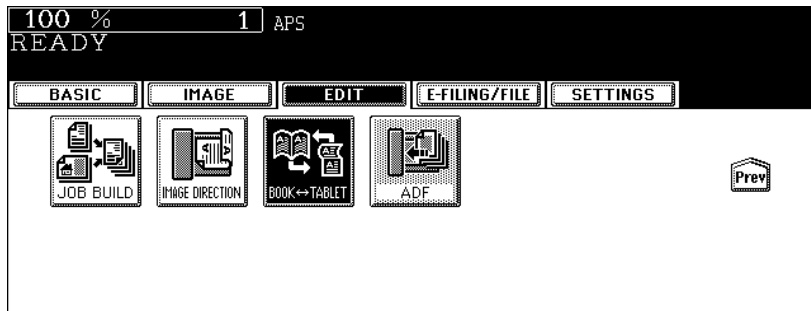 100 % 1 APS
READY
BASIC IMAGE EDIT E-FILING/FILE SETTINGS
JOB BUILD IMAGE DIRECTION BOOK↔TABLET ADF
Prev